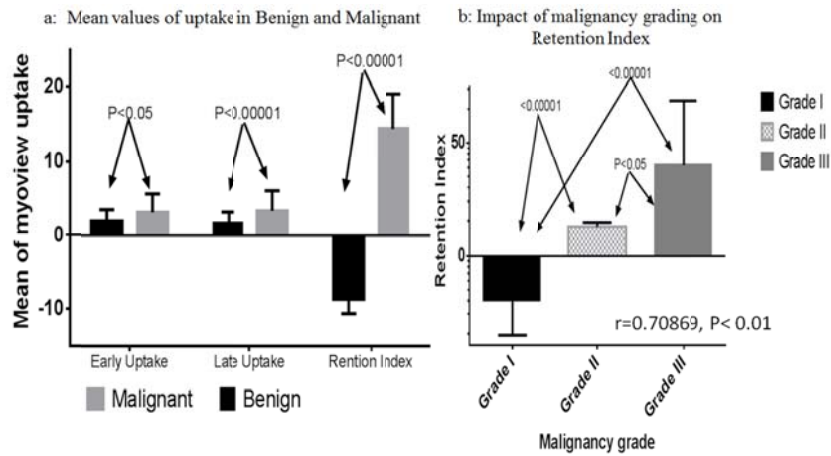 a: Mean values of uptake in Benign and Malignant
P<0.00001
20
P<0.05
P<0.00001
10
0
-10
Mean of myoview uptake
Early Uptake
Late Uptake
Rention Index
Malignant
Benign
b: Impact of malignancy grading on
Retention Index
<0.00001
<0.00001
50
P<0.05
0
Retention Index
r=0.70869, P< 0.01
Grade I
Grade II
Grade III
Malignancy grade
Grade I
Grade II
Grade III